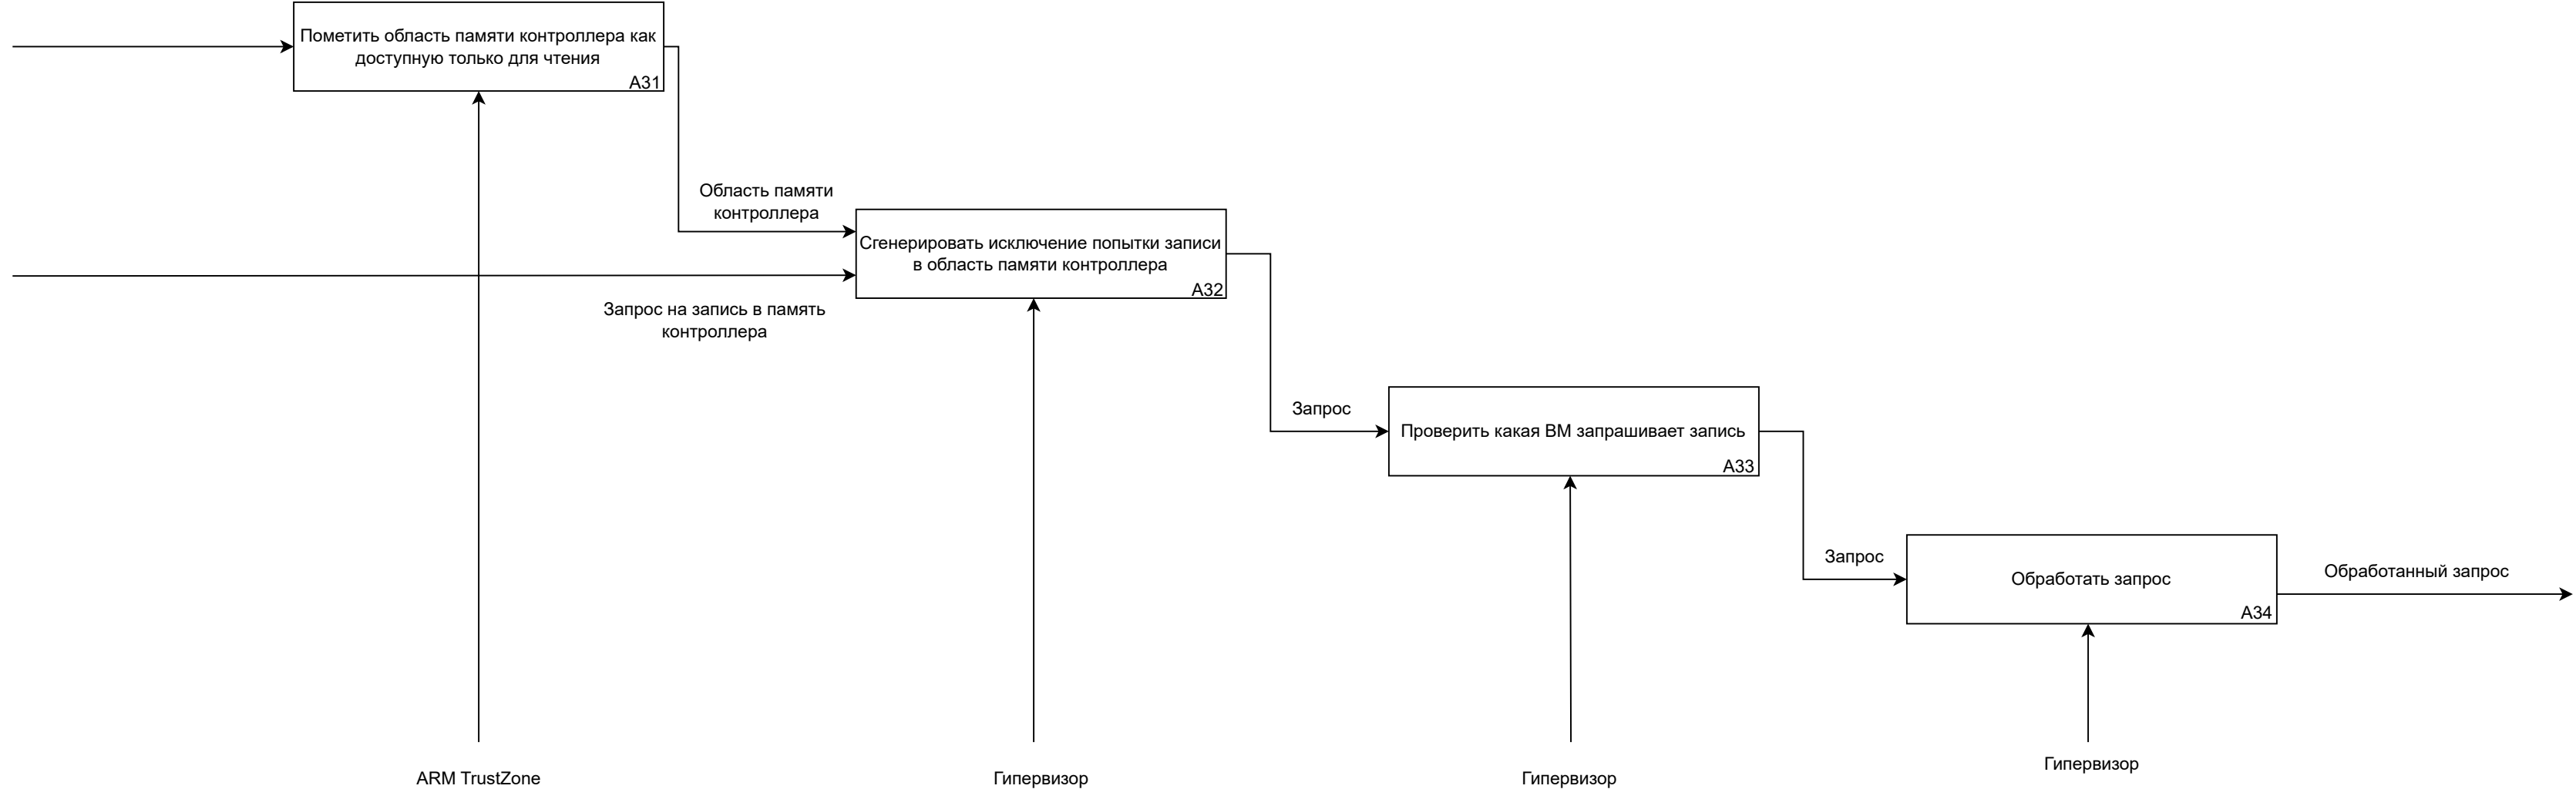 Пометить область памяти контроллера как
доступную только для чтения
A31
Область памяти
контроллера
Сгенерировать исключение попытки записи
в область памяти контроллера
A32
Запрос на запись в память
контроллера
Запрос
Проверить какая ВМ запрашивает запись
A33
Запрос
Обработать запрос
A34
Обработанный запрос
ARM TrustZone
Гипервизор
Гипервизор
Гипервизор